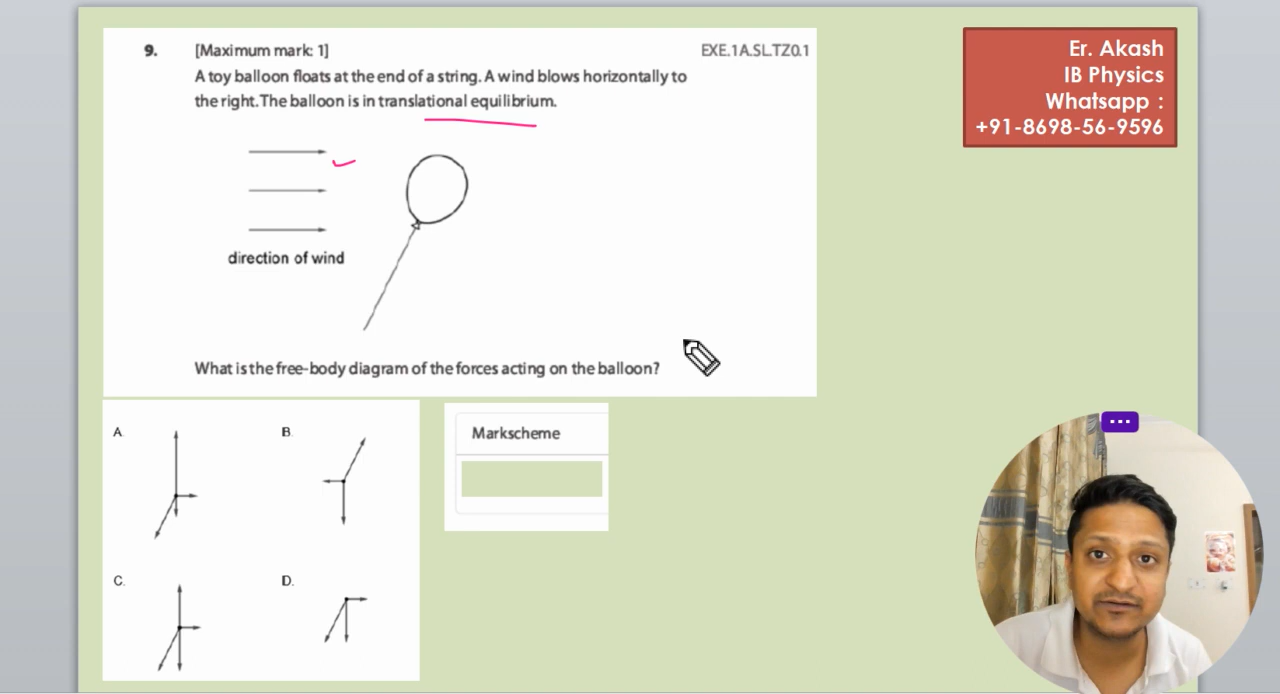 9. [Maximum mark: 1] EXE.1A.SL.TZ0.1
A toy balloon floats at the end of a string. A wind blows horizontally to
the right. The balloon is in translational equilibrium.
direction of wind
What is the free-body diagram of the forces acting on the balloon?
A.
B.
C.
D.
Markscheme
Er. Akash
IB Physics
Whatsapp :
+91-8698-56-9596